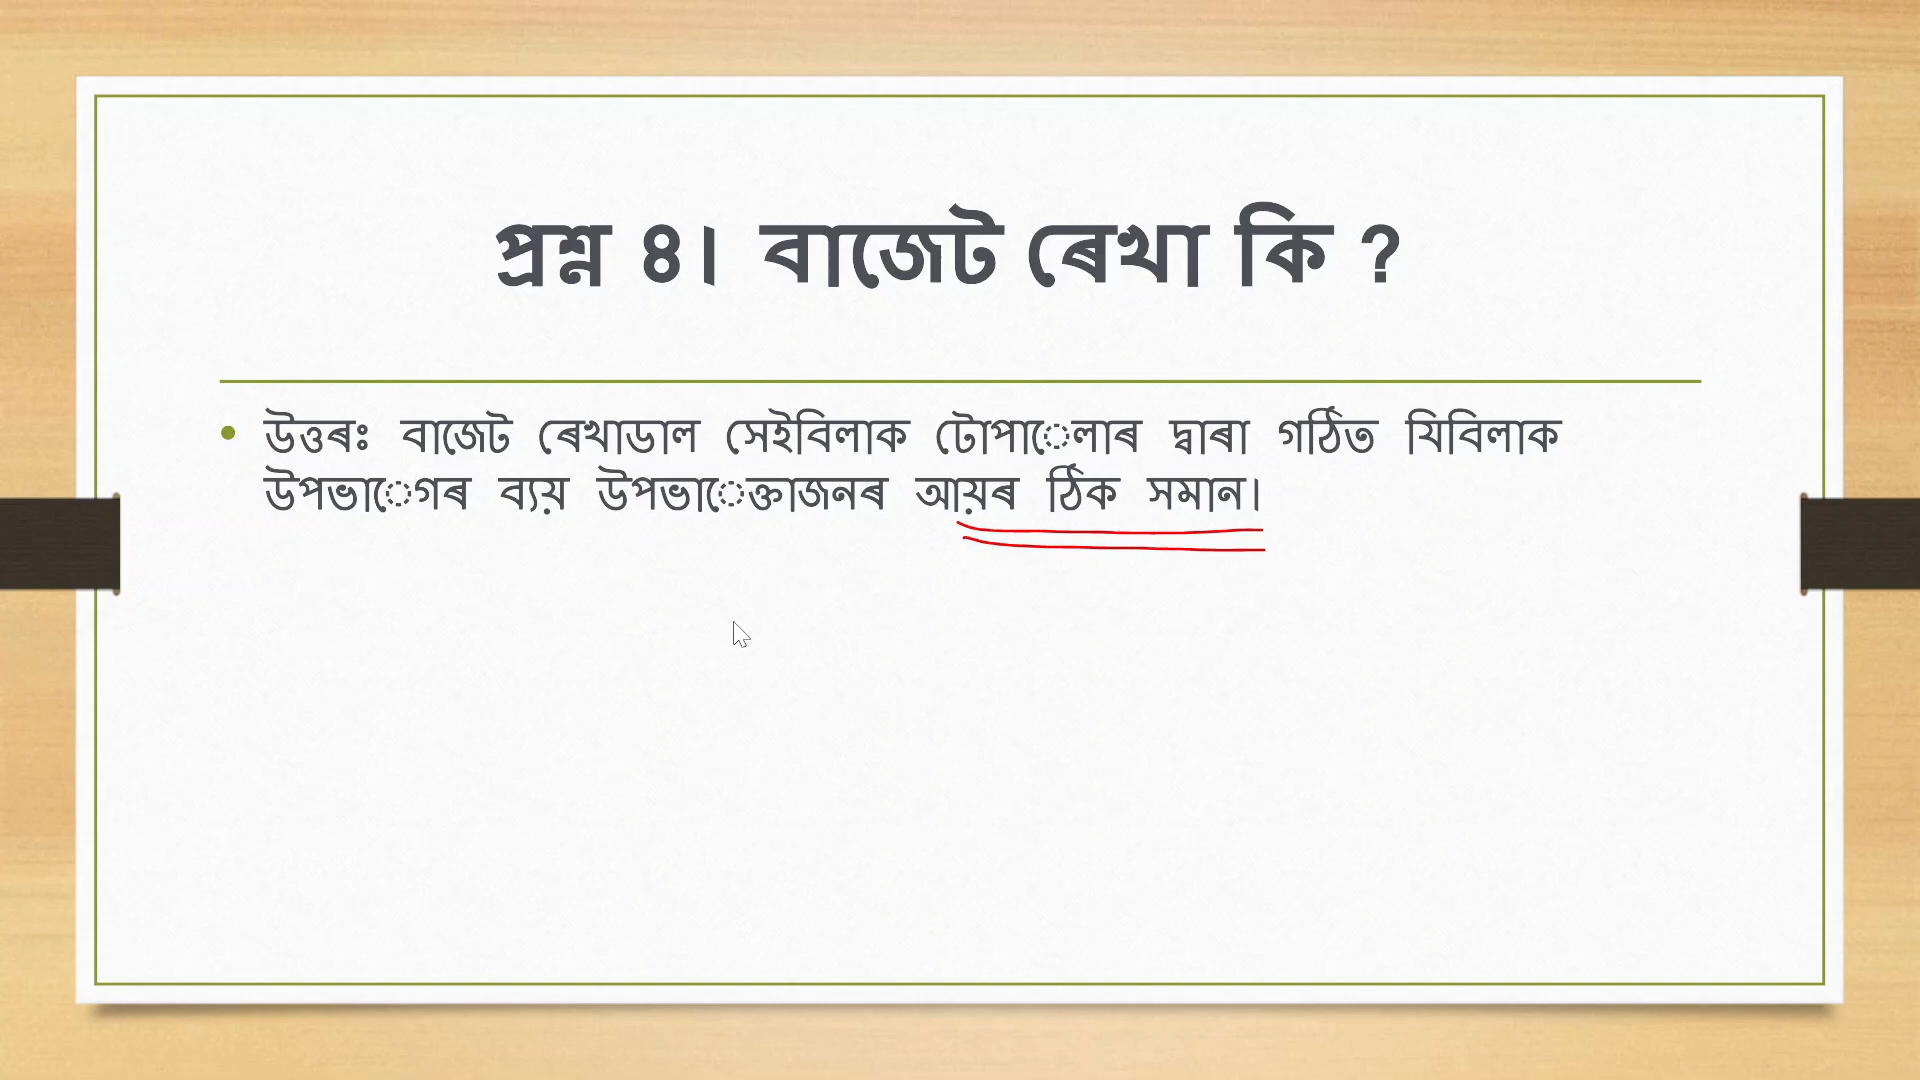 প্ৰশ্ন ৪। বাজেট ৰেখা কি ?
উত্তৰঃ বাজেট ৰেখাডাল সেইবিলাক টোপােলাৰ দ্বাৰা গঠিত যিবিলাক
উপভােগৰ ব্যয় উপভােক্তাজনৰ আয়ৰ ঠিক সমান।